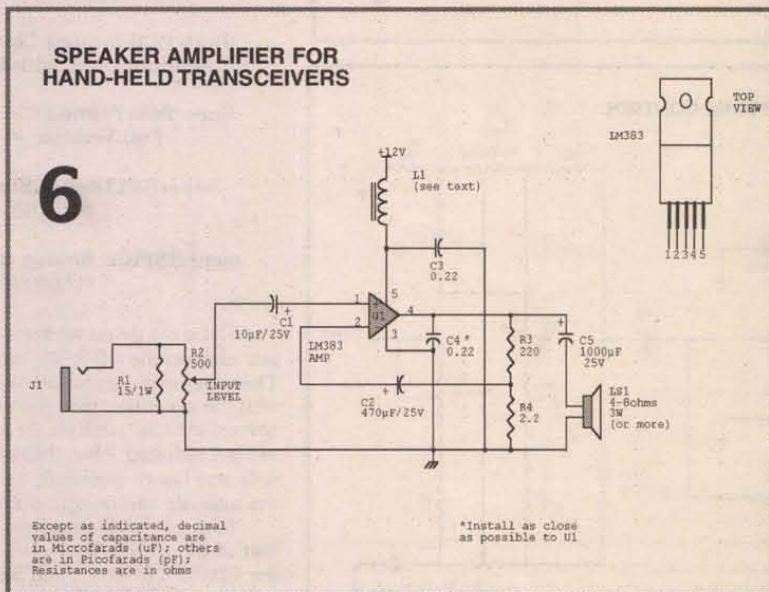 SPEAKER AMPLIFIER FOR
HAND-HELD TRANSCEIVERS
6
TOP
VIEW
LM383
12345
+12V
L1
(see text)
C3
0.22
1
+
C1
10µF/25V
2
+
U1
5
4
3
LM383
AMP
C4*
0.22
R3
220
+
C5
1000µF
25V
J1
R1
15/1W
R2
500
INPUT
LEVEL
+
C2
470µF/25V
R4
2.2
LS1
4-8ohms
3W
(or more)
Except as indicated, decimal
values of capacitance are
in Microfarads (uF); others
are in Picofarads (pF);
Resistances are in ohms
*Install as close
as possible to U1